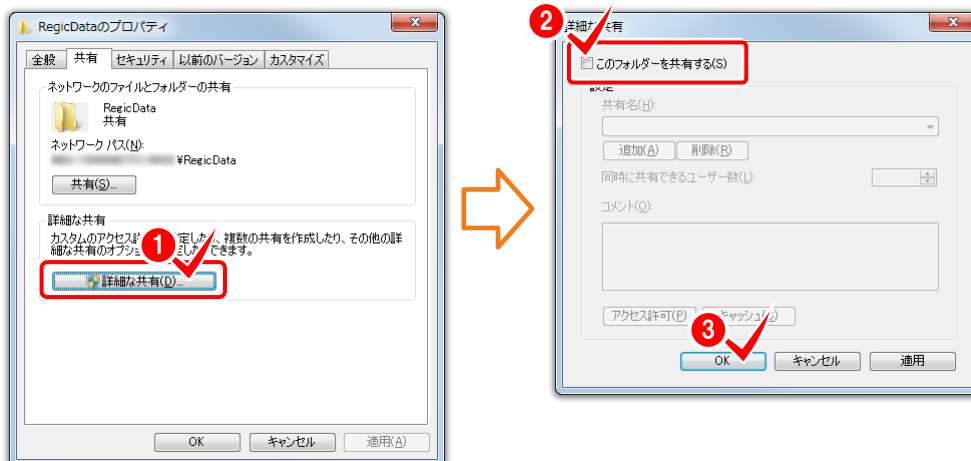 RegicDataのプロパティ
全般 共有 セキュリティ 以前のバージョン カスタマイズ
ネットワークのファイルとフォルダーの共有
RegicData
共有
ネットワーク パス(N):
¥RegicData
共有(S)...
詳細な共有
カスタムのアクセス許 定したり、複数の共有を作成したり、その他の詳
細な共有のオプショ 定した できます。
1
詳細な共有(D)...
OK キャンセル 適用(A)
2
詳細な共有
このフォルダーを共有する(S)
設定
共有名(H):
追加(A) 削除(R)
同時に共有できるユーザー数(L):
コメント(O):
アクセス許可(P) キャッシュ(C)
3
OK キャンセル 適用